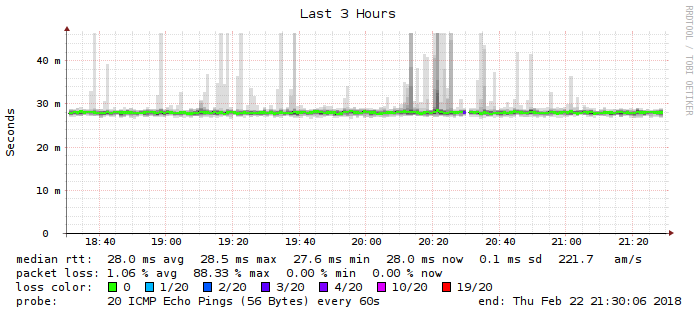 Last 3 Hours
RRDTOOL / TOBI OETIKER
Seconds
40 m
30 m
20 m
10 m
0
18:40 19:00 19:20 19:40 20:00 20:20 20:40 21:00 21:20
median rtt: 28.0 ms avg 28.5 ms max 27.6 ms min 28.0 ms now 0.1 ms sd 221.7 am/s
packet loss: 1.06 % avg 88.33 % max 0.00 % min 0.00 % now
loss color: 0 1/20 2/20 3/20 4/20 10/20 19/20
probe: 20 ICMP Echo Pings (56 Bytes) every 60s end: Thu Feb 22 21:30:06 2018